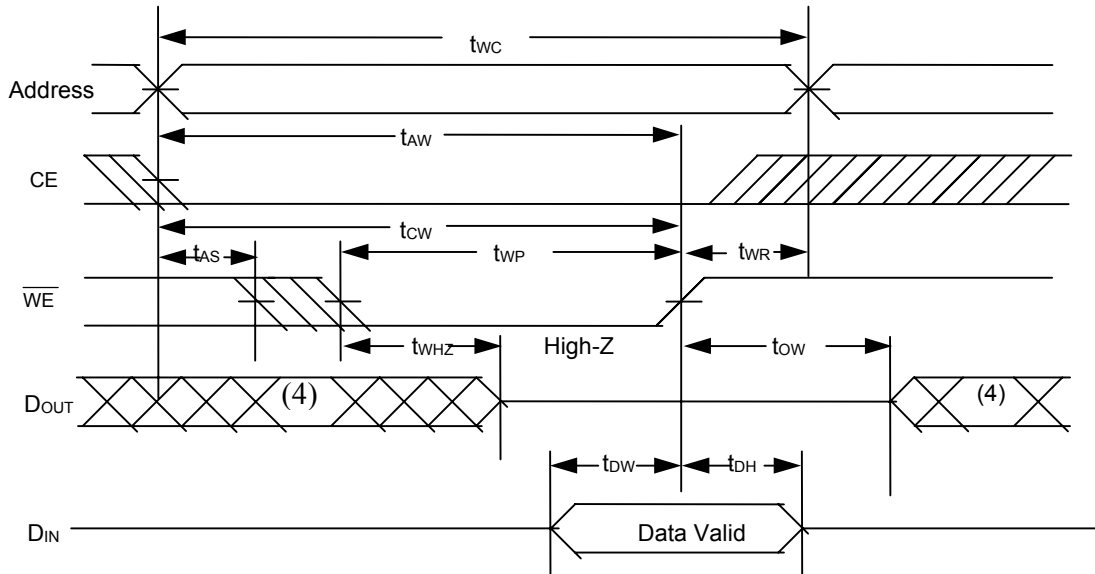 tWC
Address
tAW
CE
tCW
tAS
tWP
tWR
WE
tWHZ
High-Z
tOW
DOUT
(4)
(4)
tDW
tDH
DIN
Data Valid